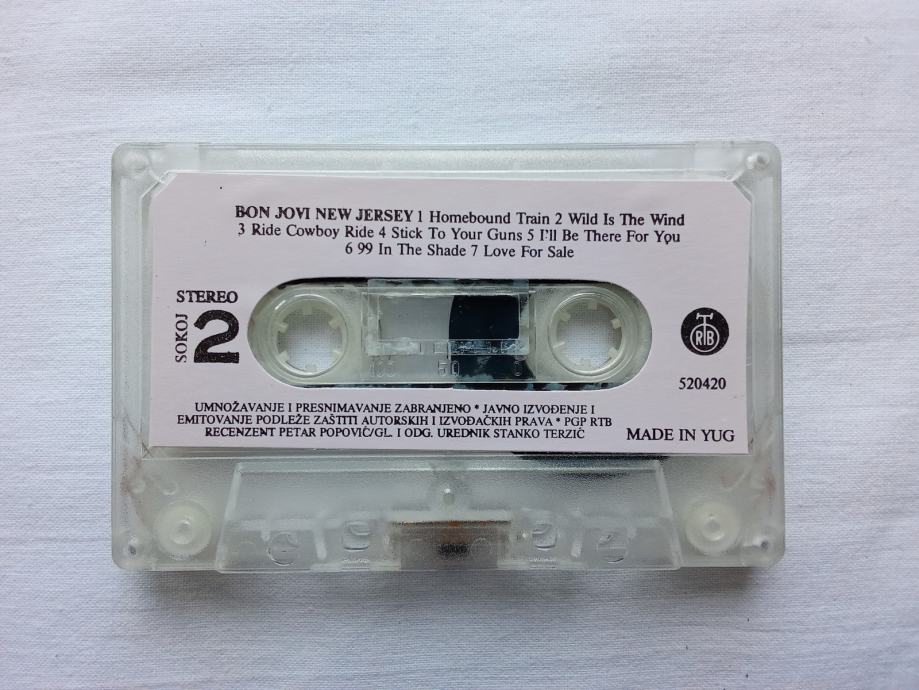 BON JOVI NEW JERSEY 1 Homebound Train 2 Wild Is The Wind
3 Ride Cowboy Ride 4 Stick To Your Guns 5 I'll Be There For You
6 99 In The Shade 7 Love For Sale
STEREO
SOKOJ
2
RTB
100 50 0
520420
UMNOŽAVANJE I PRESNIMAVANJE ZABRANJENO * JAVNO IZVOĐENJE I
EMITOVANJE PODLEŽE ZAŠTITI AUTORSKIH I IZVOĐAČKIH PRAVA * PGP RTB
RECENZENT PETAR POPOVIĆ/GL. I ODG. UREDNIK STANKO TERZIĆ
MADE IN YUG